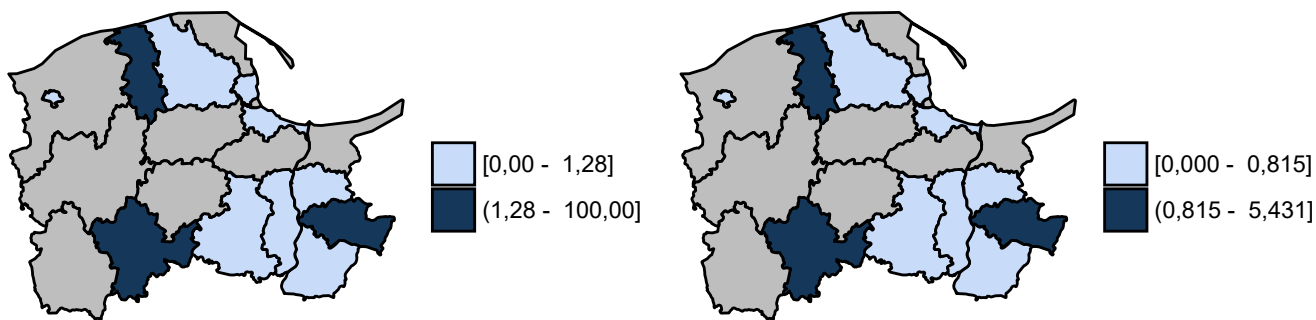 [0,00 - 1,28]
(1,28 - 100,00]
[0,000 - 0,815]
(0,815 - 5,431]